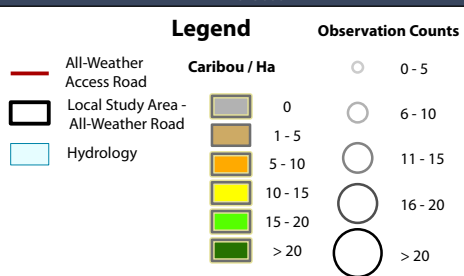 Legend
All-Weather
Access Road
Local Study Area -
All-Weather Road
Hydrology
Caribou / Ha
0
1 - 5
5 - 10
10 - 15
15 - 20
> 20
Observation Counts
0 - 5
6 - 10
11 - 15
16 - 20
> 20